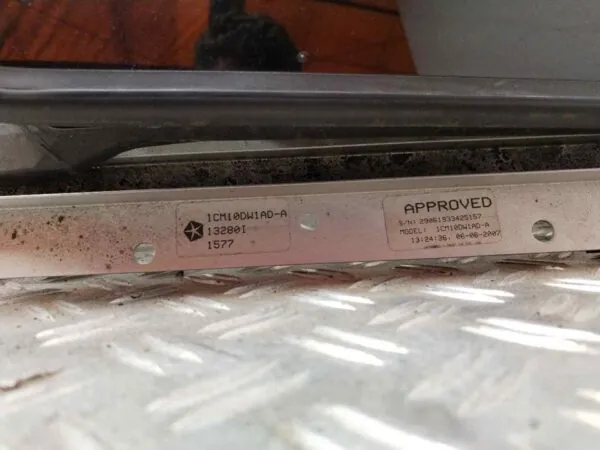 1CM10DW1AD-A
13280I
1577
APPROVED
S/N: 29061933425157
MODEL: 1CM10DW1AD-A
13:24:36, 06-08-2007